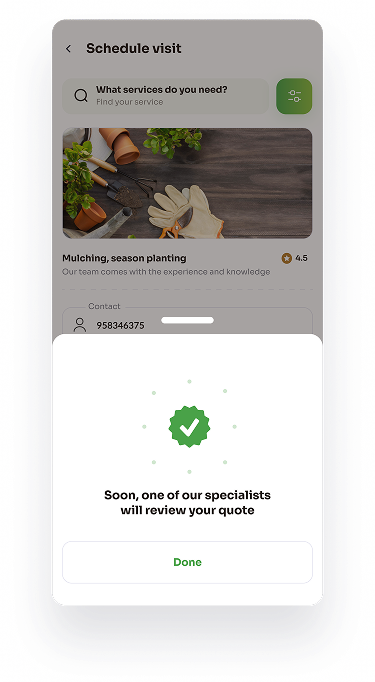 Schedule visit
What services do you need?
Find your service
Mulching, season planting
4.5
Our team comes with the experience and knowledge
Contact
958346375
Soon, one of our specialists
will review your quote
Done